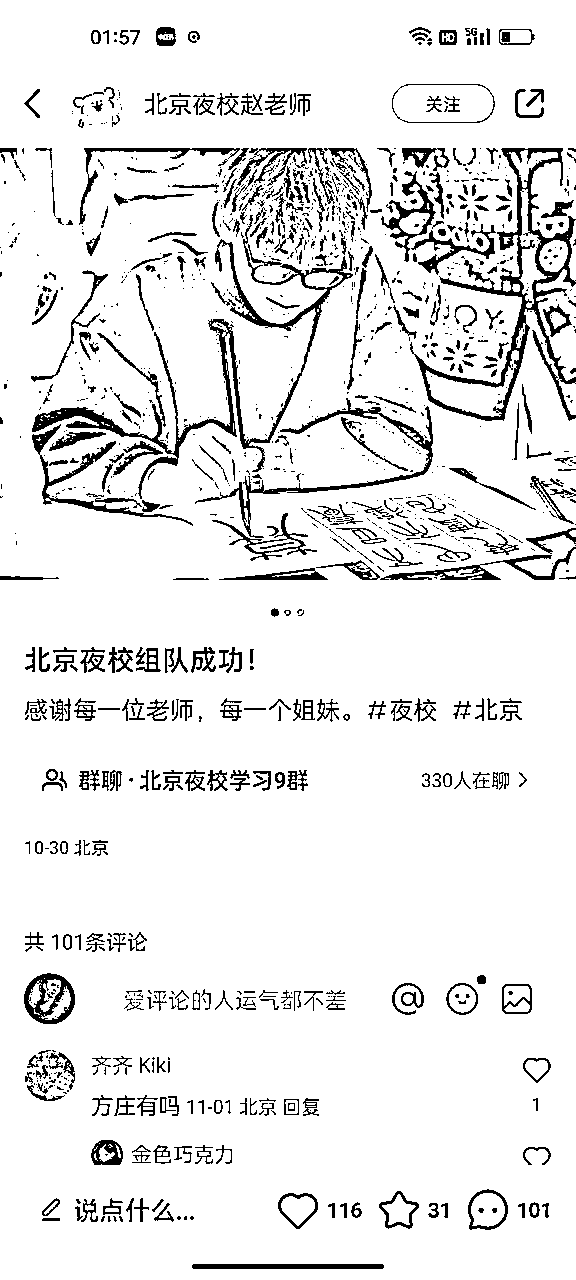 01:57 HD 5G
北京夜校赵老师 关注
北京夜校组队成功！
感谢每一位老师，每一个姐妹。#夜校 #北京
群聊·北京夜校学习9群 330人在聊
10-30 北京
共 101条评论
爱评论的人运气都不差
齐齐 Kiki
方庄有吗 11-01 北京 回复
1
金色巧克力
说点什么... 116 31 101